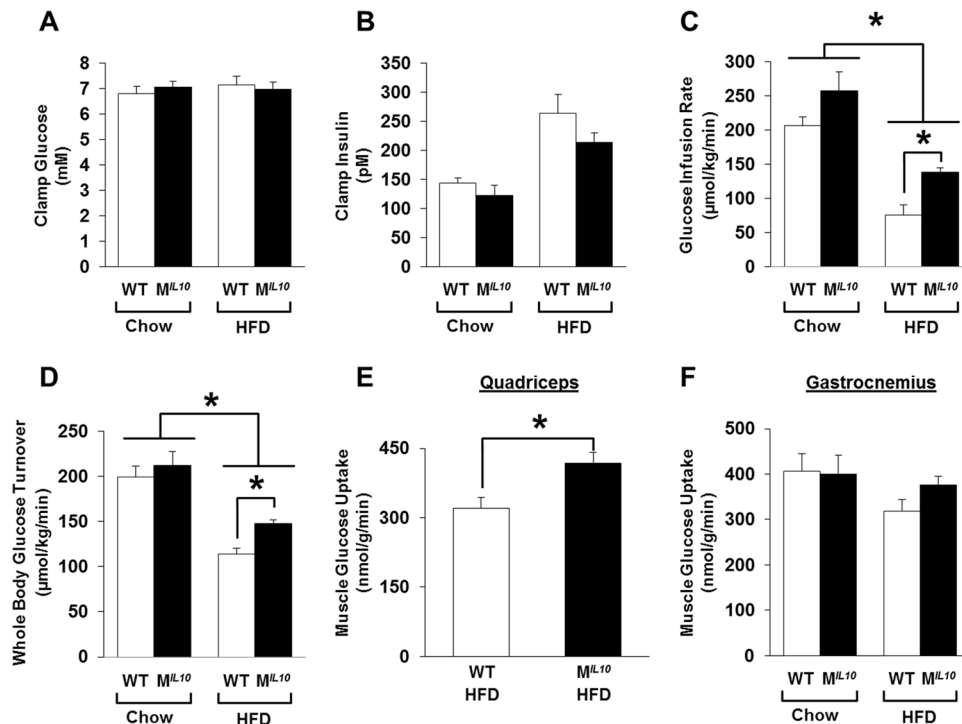 A
Clamp Glucose
(mM)
8
7
6
5
4
3
2
1
0
WT M^IL10 WT M^IL10
Chow HFD
B
Clamp Insulin
(pM)
350
300
250
200
150
100
50
0
WT M^IL10 WT M^IL10
Chow HFD
C
Glucose Infusion Rate
(µmol/kg/min)
300
250
200
150
100
50
0
*
*
WT M^IL10 WT M^IL10
Chow HFD
D
Whole Body Glucose Turnover
(µmol/kg/min)
250
200
150
100
50
0
*
*
WT M^IL10 WT M^IL10
Chow HFD
E
Quadriceps
Muscle Glucose Uptake
(nmol/g/min)
450
300
150
0
*
WT M^IL10
HFD HFD
F
Gastrocnemius
Muscle Glucose Uptake
(nmol/g/min)
500
400
300
200
100
0
WT M^IL10 WT M^IL10
Chow HFD